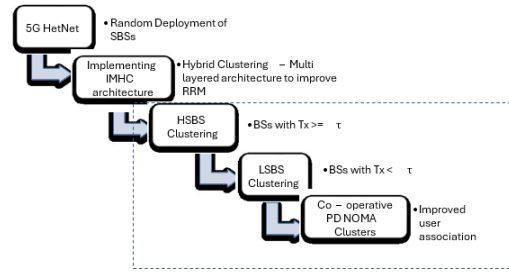 5G HetNet
•Random Deployment of
SBSs
Implementing
IMHC
architecture
•Hybrid Clustering – Multi
layered architecture to improve
RRM
HSBS
Clustering
•BSs with Tx >= τ
LSBS
Clustering
•BSs with Tx < τ
Co – operative
PD NOMA
Clusters
•Improved
user
association